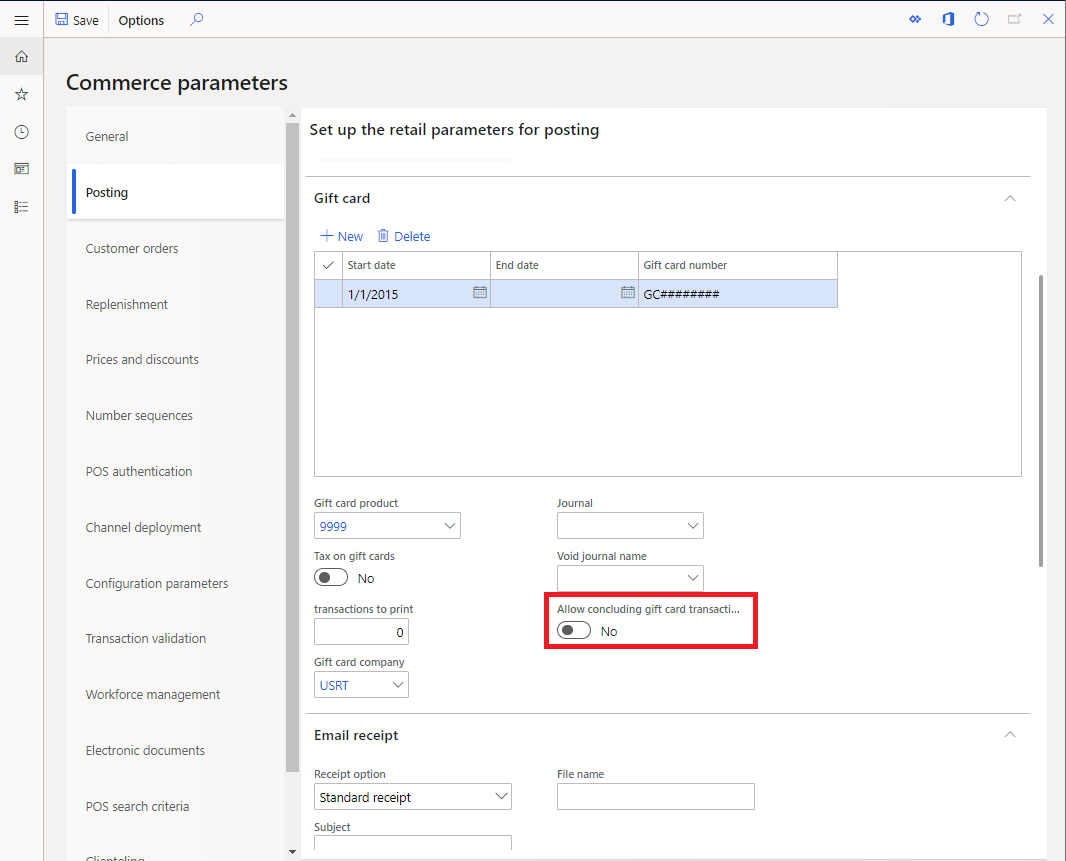 Save
Options
Commerce parameters
General
Posting
Customer orders
Replenishment
Prices and discounts
Number sequences
POS authentication
Channel deployment
Configuration parameters
Transaction validation
Workforce management
Electronic documents
POS search criteria
Clienteling
Set up the retail parameters for posting
Gift card
New Delete
Start date End date Gift card number
1/1/2015 GC########
Gift card product Journal
9999
Tax on gift cards Void journal name
No
transactions to print Allow concluding gift card transacti...
0 No
Gift card company
USRT
Email receipt
Receipt option File name
Standard receipt
Subject